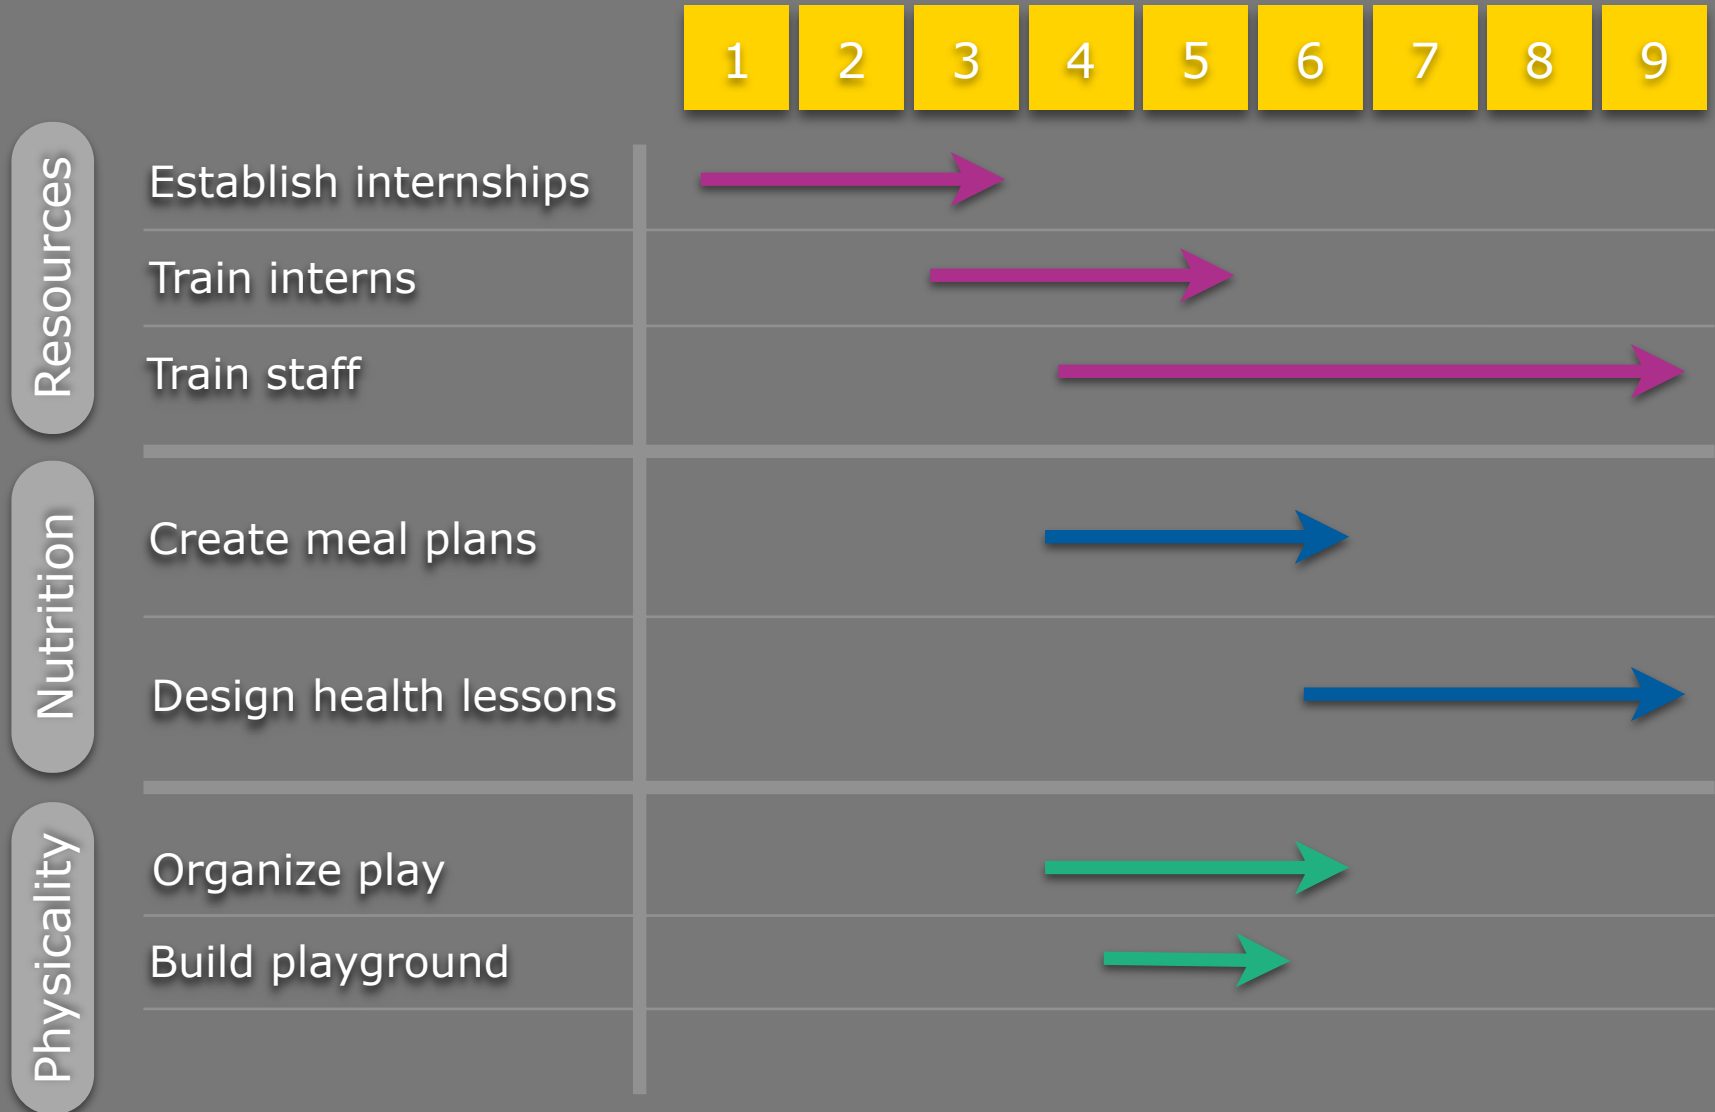 1 2 3 4 5 6 7 8 9
Resources
Establish internships
Train interns
Train staff
Nutrition
Create meal plans
Design health lessons
Physicality
Organize play
Build playground